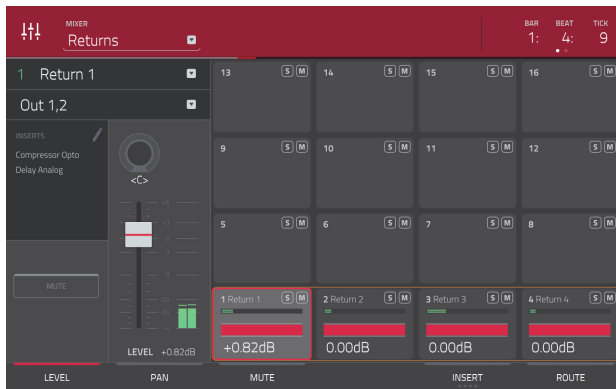 MIXER
Returns
BAR BEAT TICK
1: 4: 9
1 Return 1
Out 1,2
INSERTS
Compressor Opto
Delay Analog
<C>
MUTE
LEVEL +0.82dB
13 S M 14 S M 15 S M 16 S M
9 S M 10 S M 11 S M 12 S M
5 S M 6 S M 7 S M 8 S M
1 Return 1 S M 2 Return 2 S M 3 Return 3 S M 4 Return 4 S M
+0.82dB 0.00dB 0.00dB 0.00dB
LEVEL PAN MUTE INSERT ROUTE